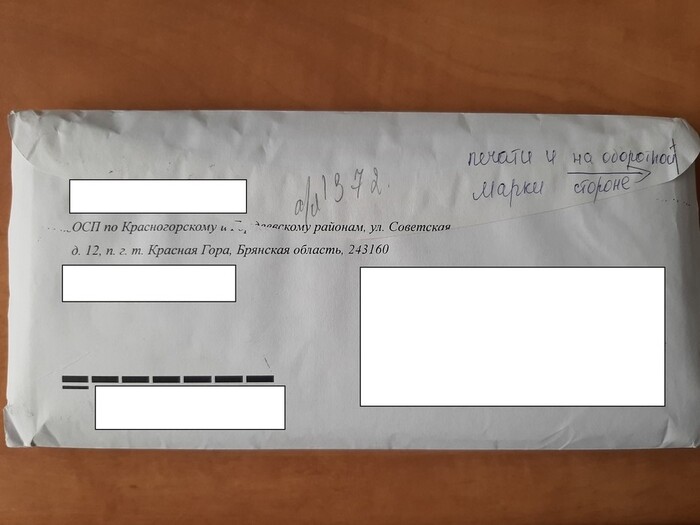 печати и на оборотной
марки стороне
а/я 1372.
ОСП по Красногорскому и районам, ул. Советская
д. 12, п. г. т. Красная Гора, Брянская область, 243160